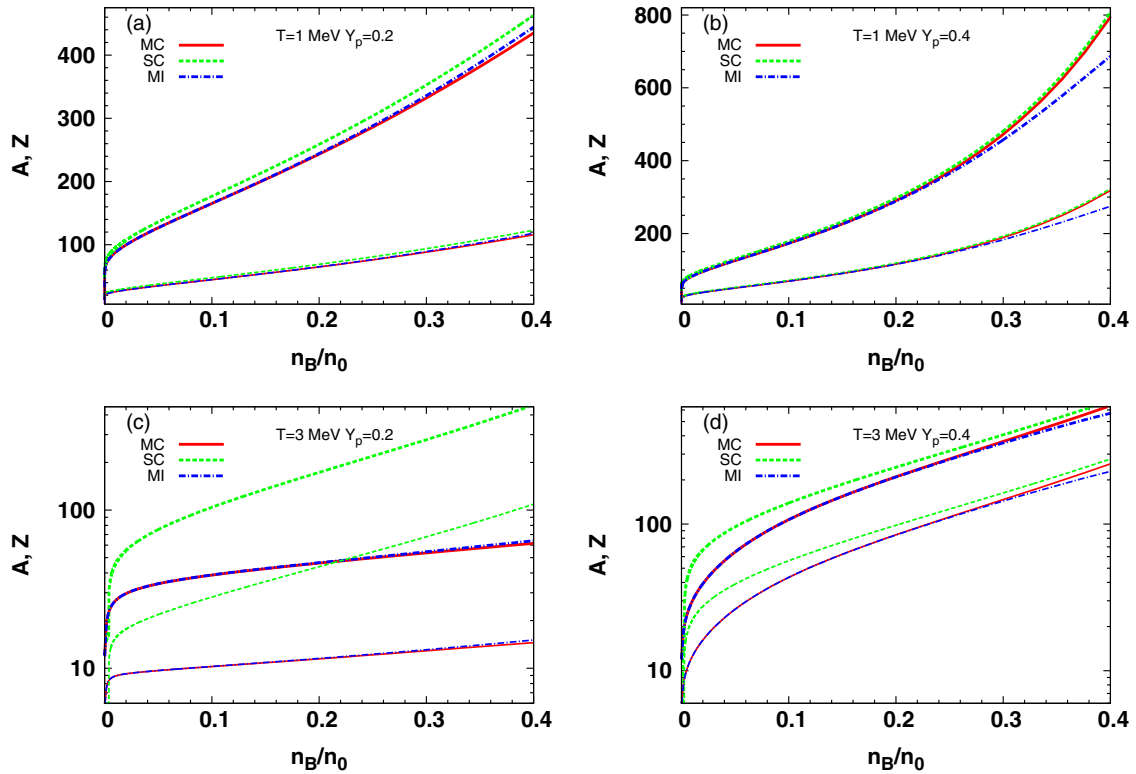 (a)
T=1 MeV Y_p=0.2
MC
SC
MI
A, Z
400
300
200
100
0
0.1
0.2
0.3
0.4
n_B/n_0
(b)
T=1 MeV Y_p=0.4
MC
SC
MI
A, Z
800
600
400
200
0
0.1
0.2
0.3
0.4
n_B/n_0
(c)
T=3 MeV Y_p=0.2
MC
SC
MI
A, Z
100
10
0
0.1
0.2
0.3
0.4
n_B/n_0
(d)
T=3 MeV Y_p=0.4
MC
SC
MI
A, Z
100
10
0
0.1
0.2
0.3
0.4
n_B/n_0